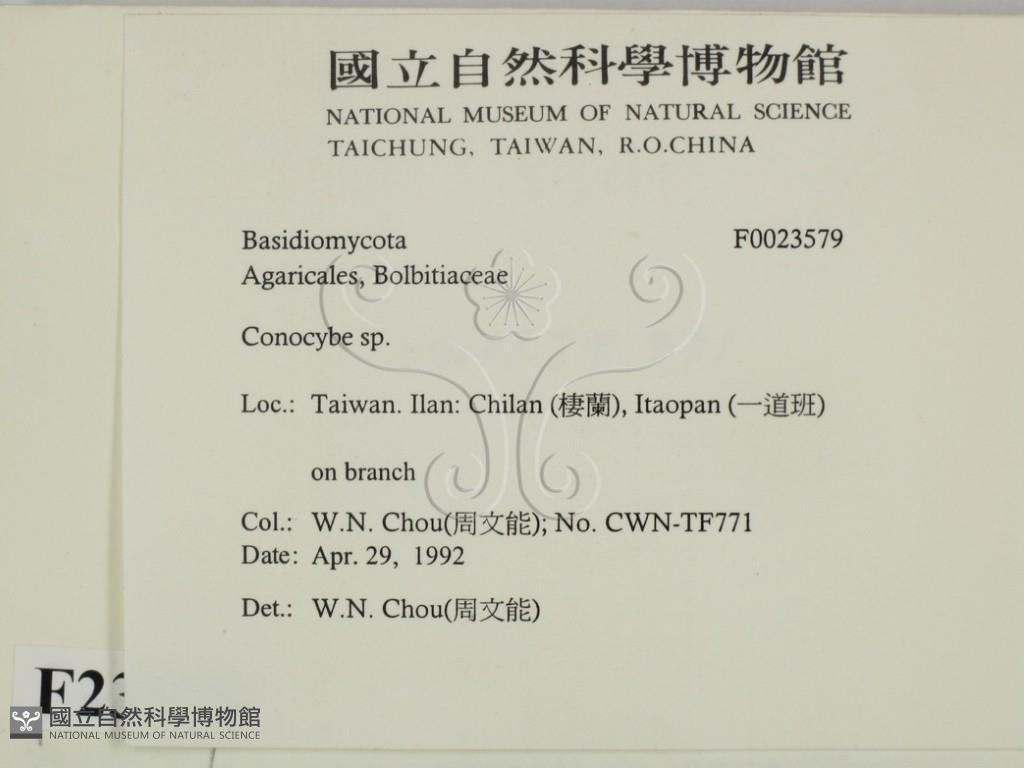 國立自然科學博物館
NATIONAL MUSEUM OF NATURAL SCIENCE
TAICHUNG, TAIWAN, R.O.CHINA
Basidiomycota F0023579
Agaricales, Bolbitiaceae
Conocybe sp.
Loc.: Taiwan. Ilan: Chilan (棲蘭), Itaopan (一道班)
on branch
Col.: W.N. Chou(周文能); No. CWN-TF771
Date: Apr. 29, 1992
Det.: W.N. Chou(周文能)
F23
國立自然科學博物館
NATIONAL MUSEUM OF NATURAL SCIENCE